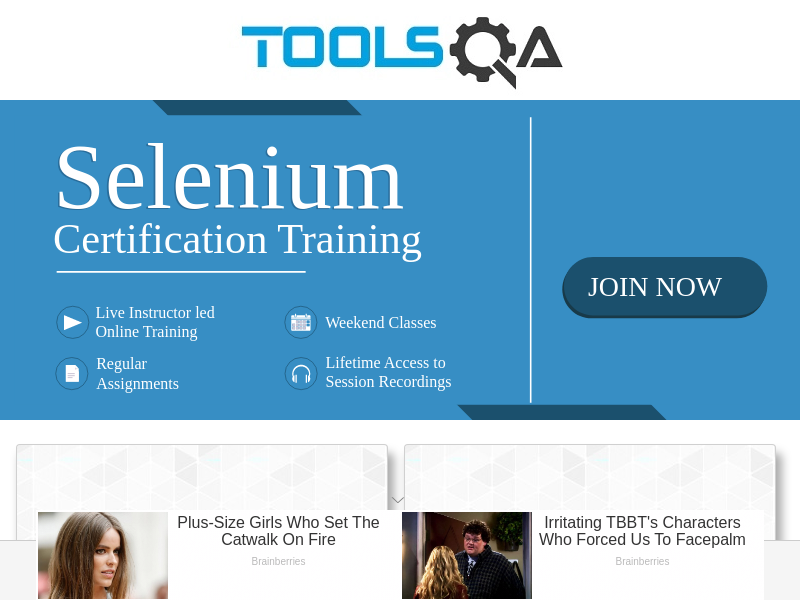 TOOLSQA
Selenium
Certification Training
JOIN NOW
Live Instructor led
Online Training
Weekend Classes
Regular
Assignments
Lifetime Access to
Session Recordings
Plus-Size Girls Who Set The
Catwalk On Fire
Brainberries
Irritating TBBT's Characters
Who Forced Us To Facepalm
Brainberries